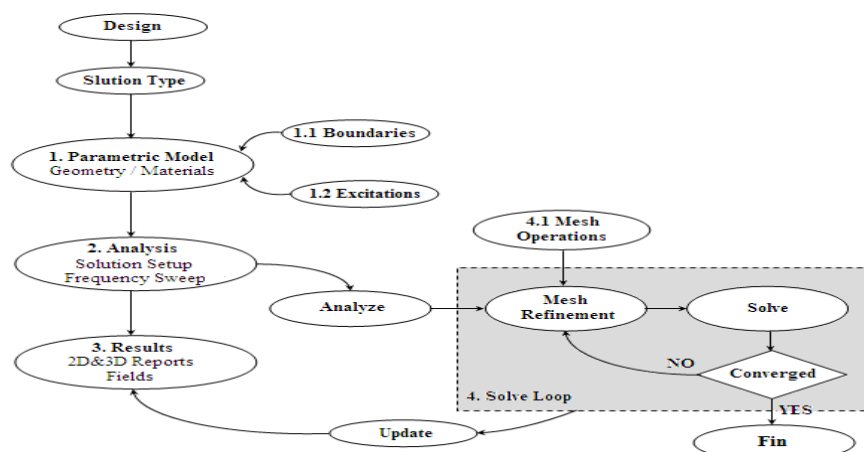 Design
Slution Type
1.1 Boundaries
1. Parametric Model
Geometry / Materials
1.2 Excitations
4.1 Mesh
Operations
2. Analysis
Solution Setup
Frequency Sweep
Analyze
Mesh
Refinement
Solve
3. Results
2D&3D Reports
Fields
NO
Converged
4. Solve Loop
YES
Update
Fin